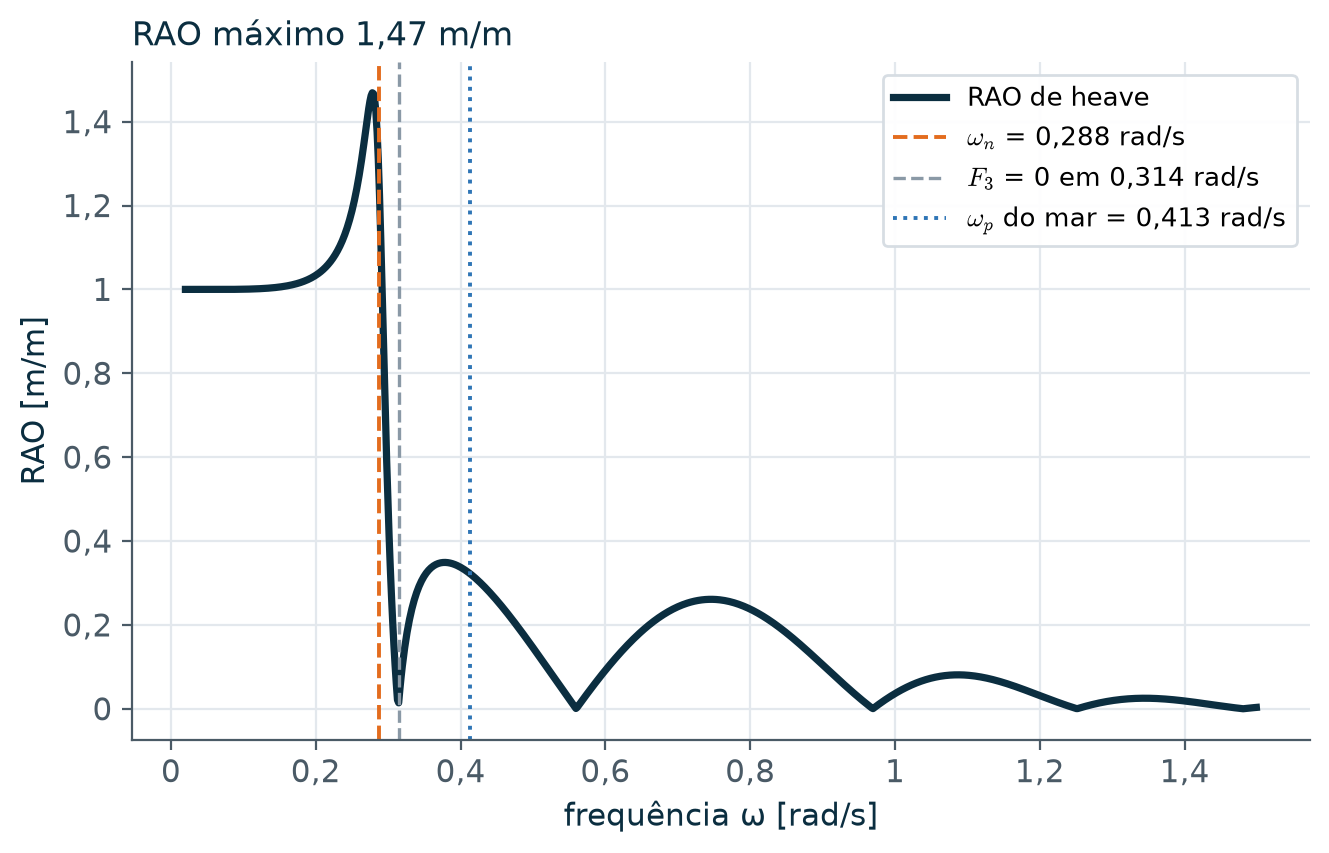 RAO máximo 1,47 m/m
RAO de heave
ωn = 0,288 rad/s
F3 = 0 em 0,314 rad/s
ωp do mar = 0,413 rad/s
RAO [m/m]
1,4
1,2
1
0,8
0,6
0,4
0,2
0
0 0,2 0,4 0,6 0,8 1 1,2 1,4
frequência ω [rad/s]